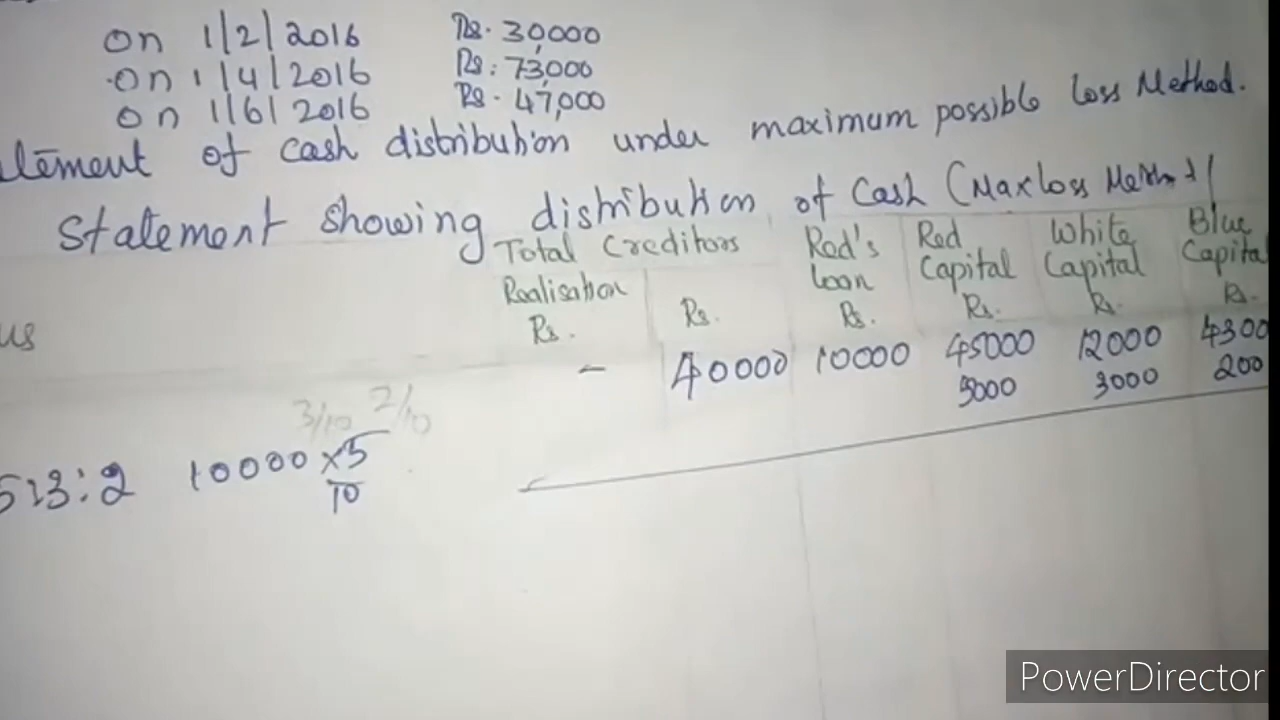 on 1/2/2016 Rs. 30,000
on 1/4/2016 Rs. 73,000
on 1/6/2016 Rs. 47,000
of cash distribution under maximum possible loss Method.
Statement showing distribution of Cash (Max loss Method)
Total Realisation Rs.
Creditors Rs.
Red's loan Rs.
Red Capital Rs.
White Capital Rs.
Blue Capital Rs.
us
- 40000 10000 45000 12000 4300
5000 3000 200
3/10 2/10
5:3:2 10000 x 5
10
PowerDirector